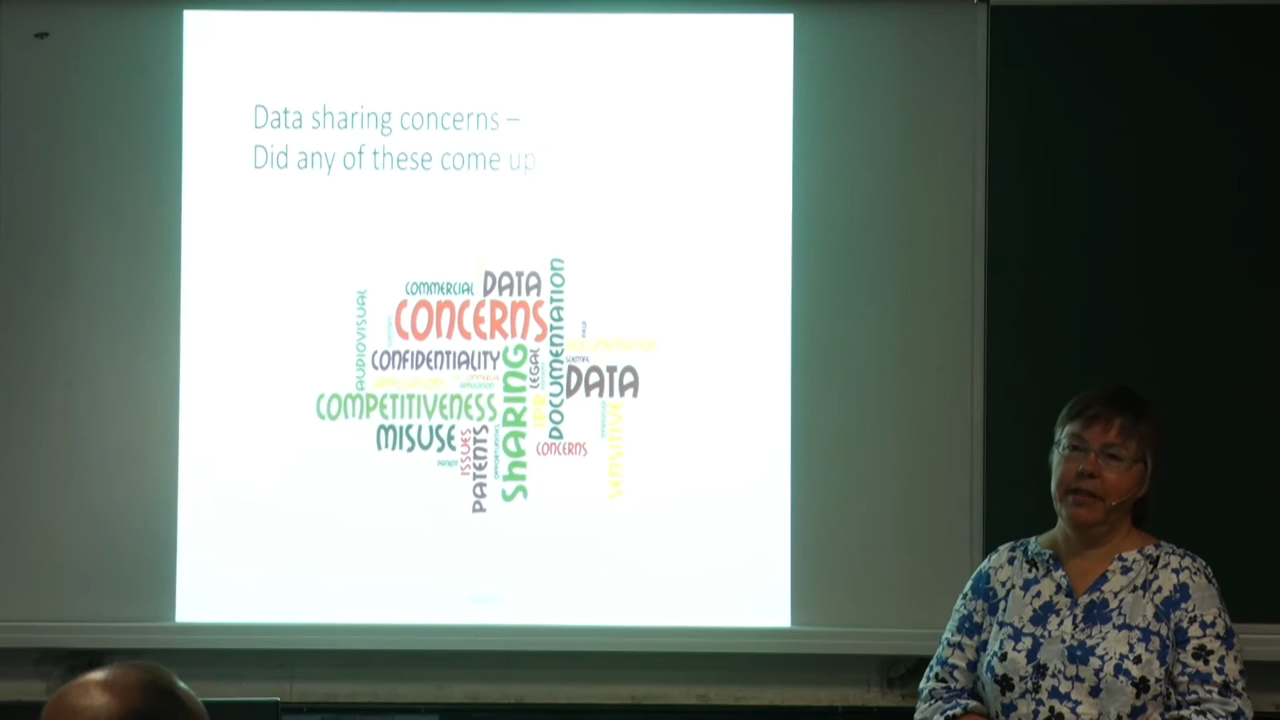 Data sharing concerns –
Did any of these come up
COMMERCIAL
DATA
CONCERNS
AUDIOVISUAL
DOCUMENTATION
CONFIDENTIALITY
LEGAL
SCIENTIFIC
DATA
COMPETITIVENESS
SHARING
IPR
MISUSE
ISSUES
PATENTS
CONCERNS
SENSITIVE